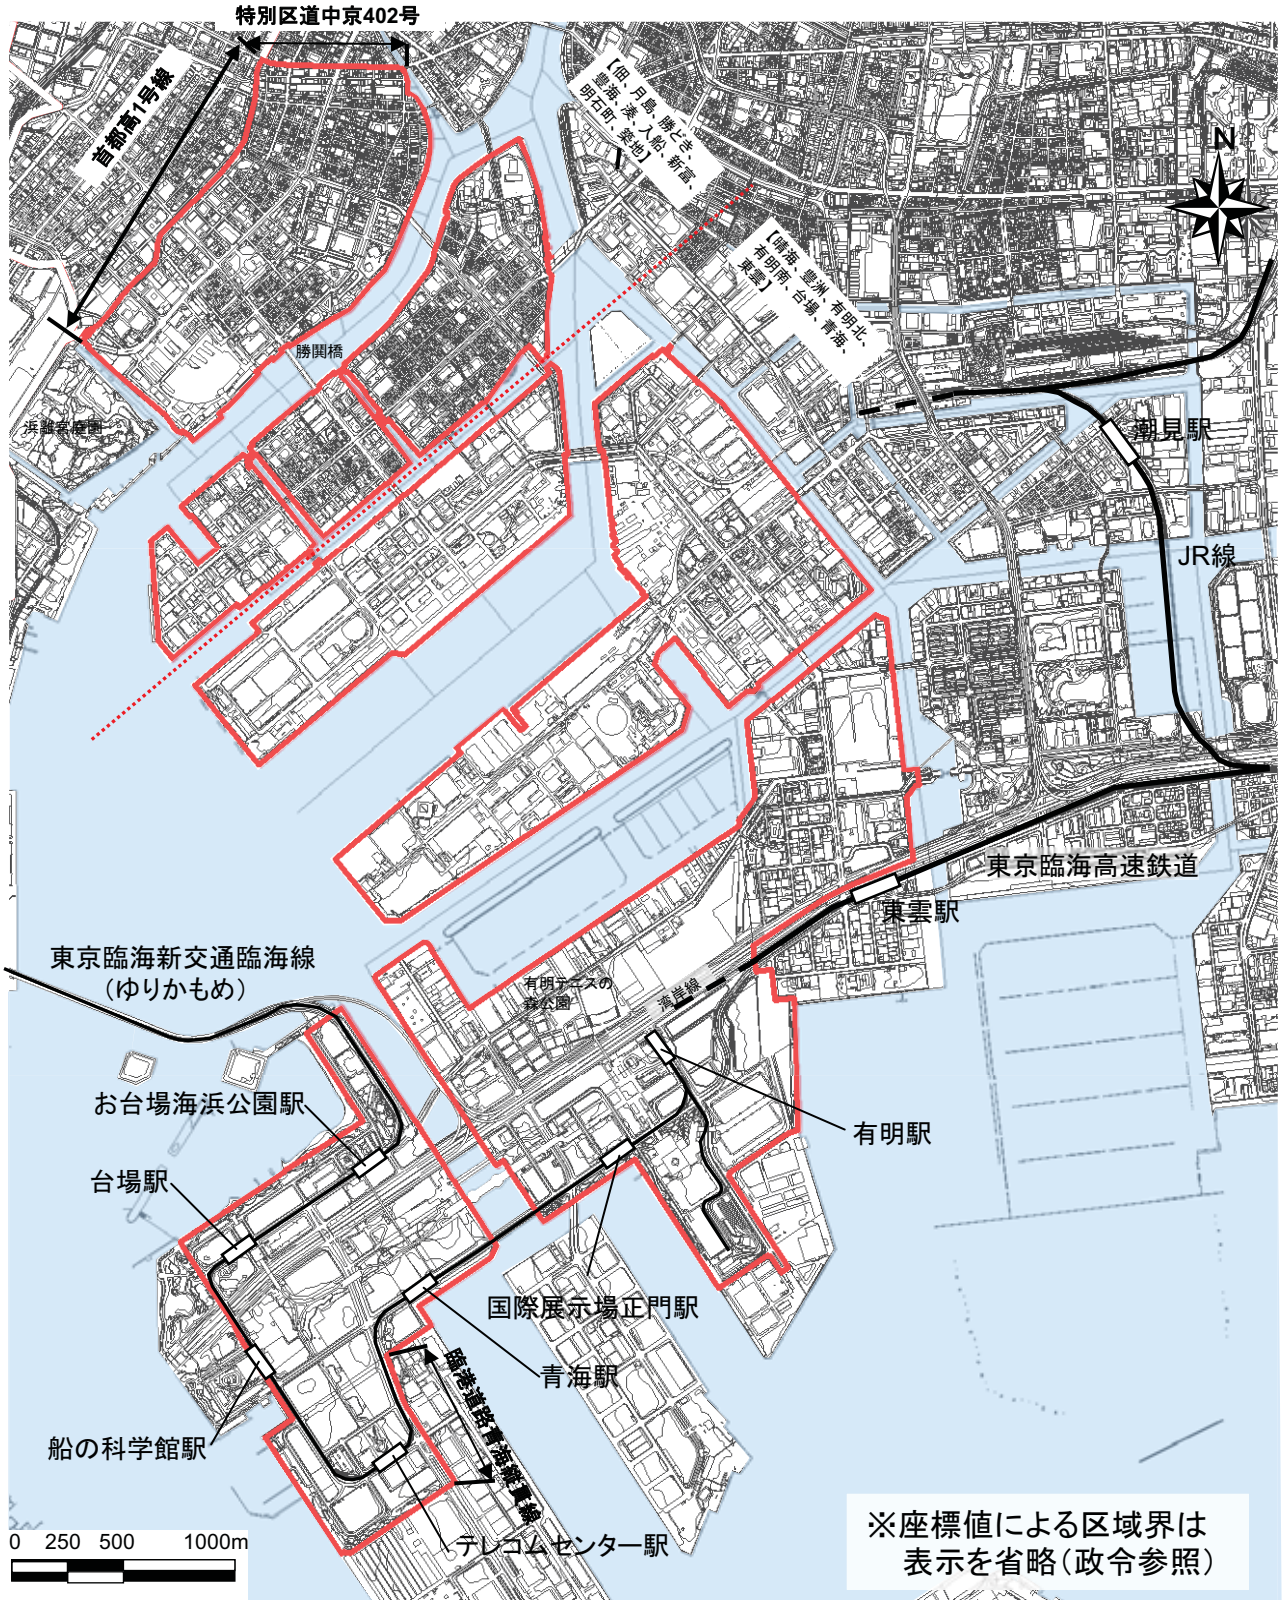 特別区道中京402号
首都高1号線
【佃、月島、勝どき、
豊海、湊、入船、新富、
明石町、築地】
N
【晴海、豊洲、有明北、
有明南、台場、青海、
東雲】
勝鬨橋
浜離宮庭園
潮見駅
JR線
東京臨海高速鉄道
東雲駅
東京臨海新交通臨海線
（ゆりかもめ）
有明テニスの
森公園
湾岸線
お台場海浜公園駅
有明駅
台場駅
国際展示場正門駅
青海駅
臨港道路青海縦貫線
船の科学館駅
テレコムセンター駅
0 250 500 1000m
※座標値による区域界は
表示を省略（政令参照）